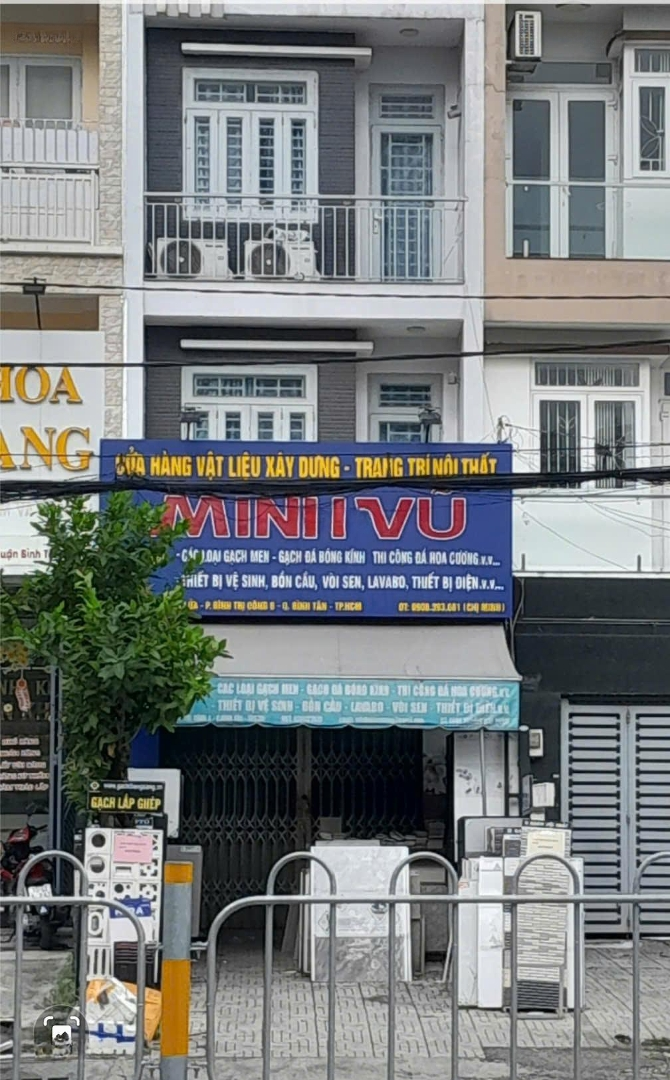 HOA
ANG
CỬA HÀNG VẬT LIỆU XÂY DỰNG - TRANG TRÍ NỘI THẤT
MINH VŨ
- CÁC LOẠI GẠCH MEN - GẠCH ĐÁ BÓNG KÍNH THI CÔNG ĐÁ HOA CƯƠNG.v.v...
THIẾT BỊ VỆ SINH, BỒN CẦU, VÒI SEN, LAVABO, THIẾT BỊ ĐIỆN.v.v...
- P.BÌNH TRỊ ĐÔNG B - Q. BÌNH TÂN - TP.HCM ĐT: 0908.393.661 (CHỊ MINH)
uận Bình T
CÁC LOẠI GẠCH MEN - GẠCH ĐÁ BÓNG KÍNH - THI CÔNG ĐÁ HOA CƯƠNG.v.v
THIẾT BỊ VỆ SINH - BỒN CẦU - LAVABO - VÒI SEN - THIẾT BỊ ĐIỆN.v.v
GẠCH LẮP GHÉP